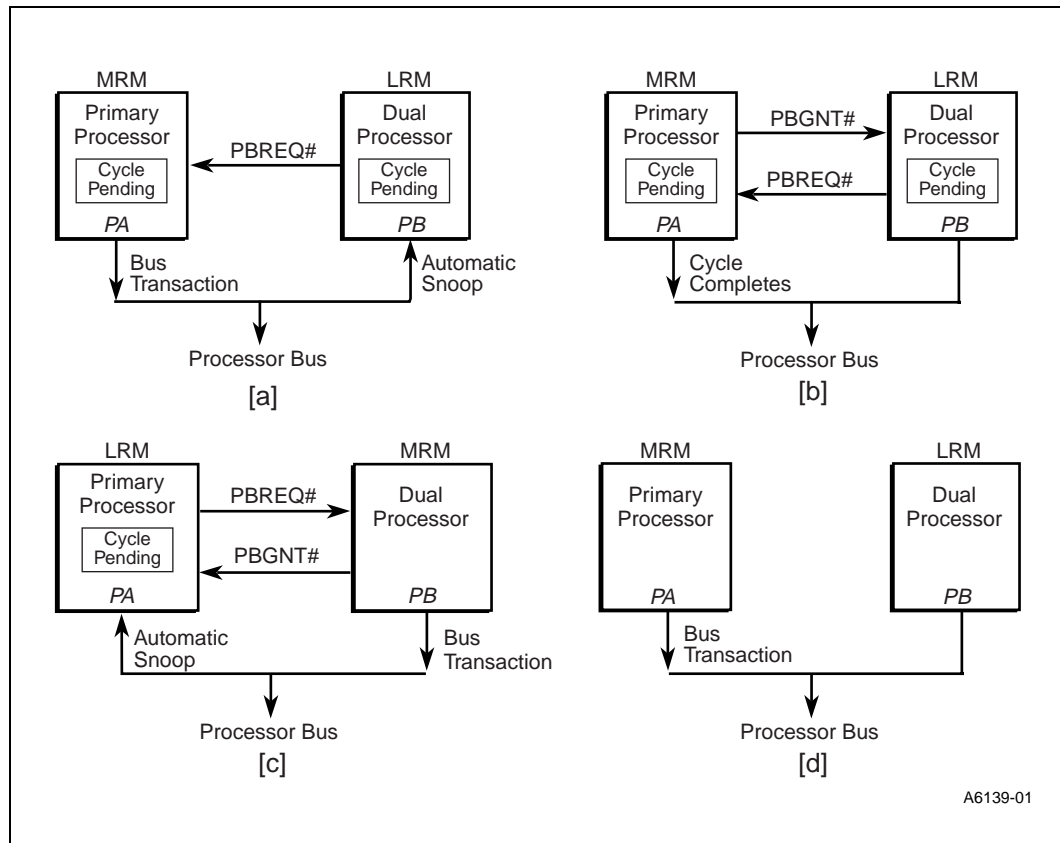 MRM
Primary
Processor
Cycle
Pending
PA
PBREQ#
LRM
Dual
Processor
Cycle
Pending
PB
Bus
Transaction
Automatic
Snoop
Processor Bus
[a]
MRM
Primary
Processor
Cycle
Pending
PA
PBGNT#
PBREQ#
LRM
Dual
Processor
Cycle
Pending
PB
Cycle
Completes
Processor Bus
[b]
LRM
Primary
Processor
Cycle
Pending
PA
PBREQ#
PBGNT#
MRM
Dual
Processor
PB
Automatic
Snoop
Bus
Transaction
Processor Bus
[c]
MRM
Primary
Processor
PA
LRM
Dual
Processor
PB
Bus
Transaction
Processor Bus
[d]
A6139-01